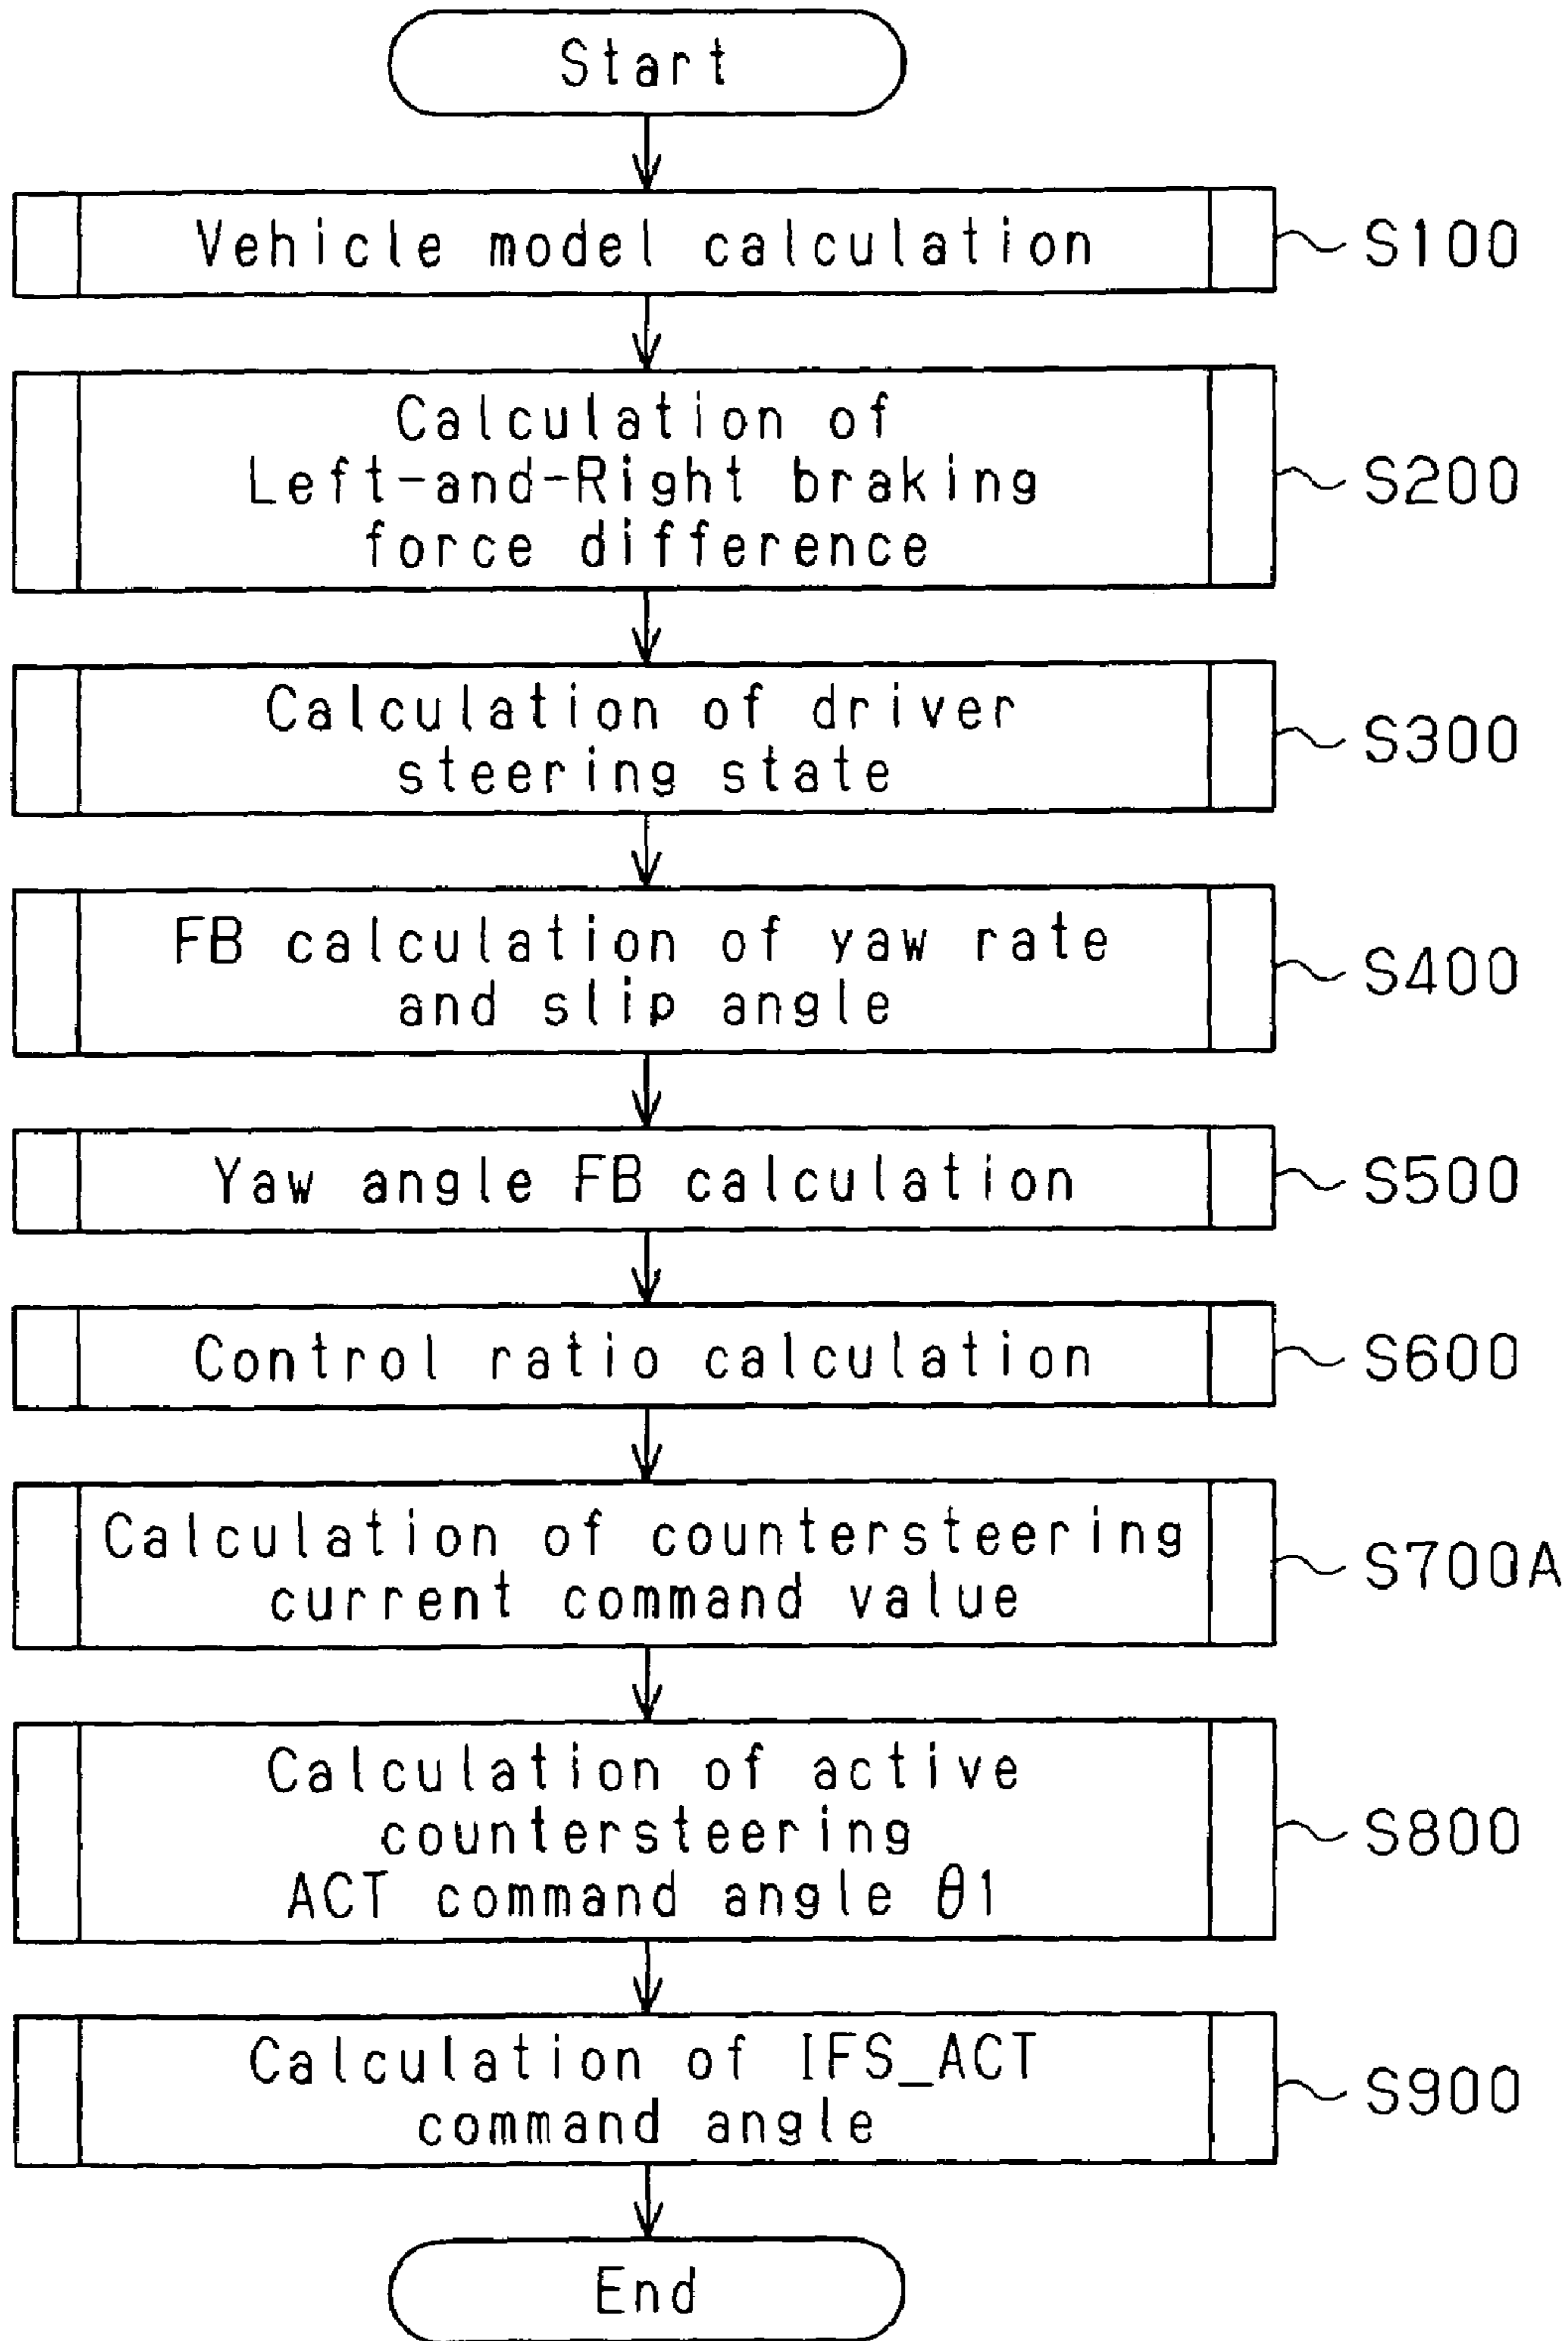 Start
Vehicle model calculation
S100
Calculation of
Left-and-Right braking
force difference
S200
Calculation of driver
steering state
S300
FB calculation of yaw rate
and slip angle
S400
Yaw angle FB calculation
S500
Control ratio calculation
S600
Calculation of countersteering
current command value
S700A
Calculation of active
countersteering
ACT command angle θ1
S800
Calculation of IFS_ACT
command angle
S900
End